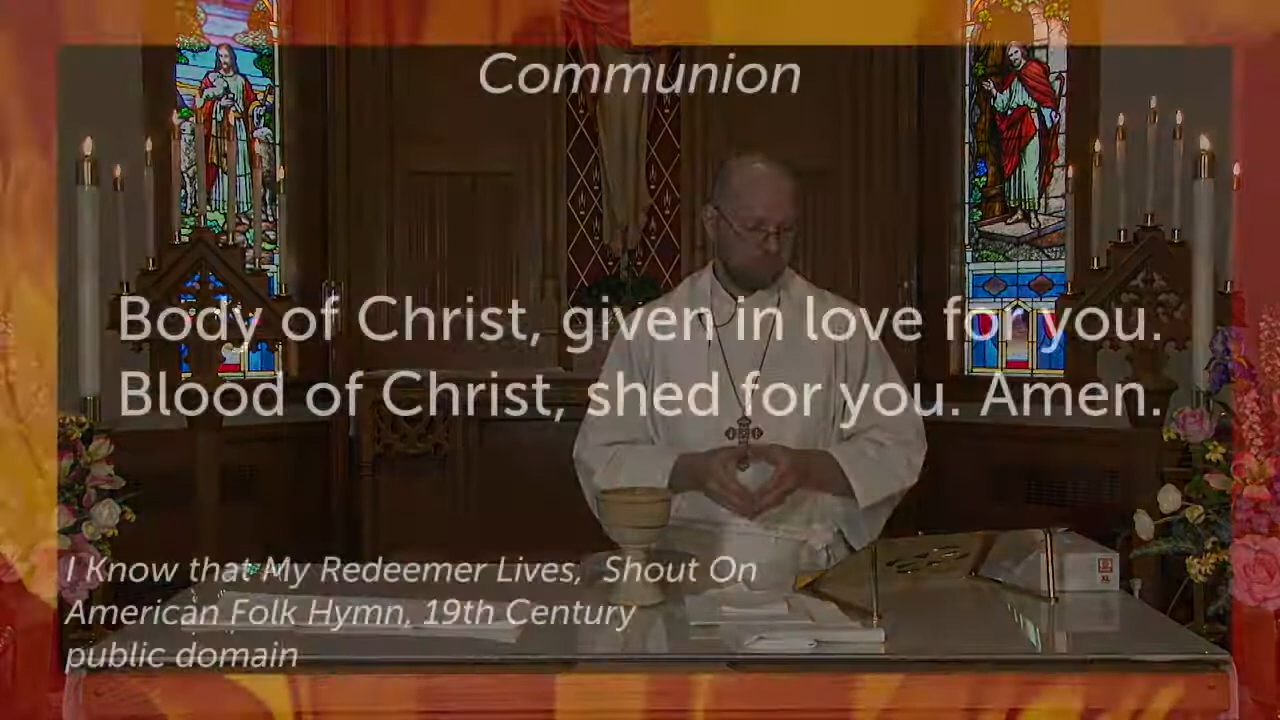 Communion
Body of Christ, given in love for you.
Blood of Christ, shed for you. Amen.
I Know that My Redeemer Lives, Shout On
American Folk Hymn, 19th Century
public domain